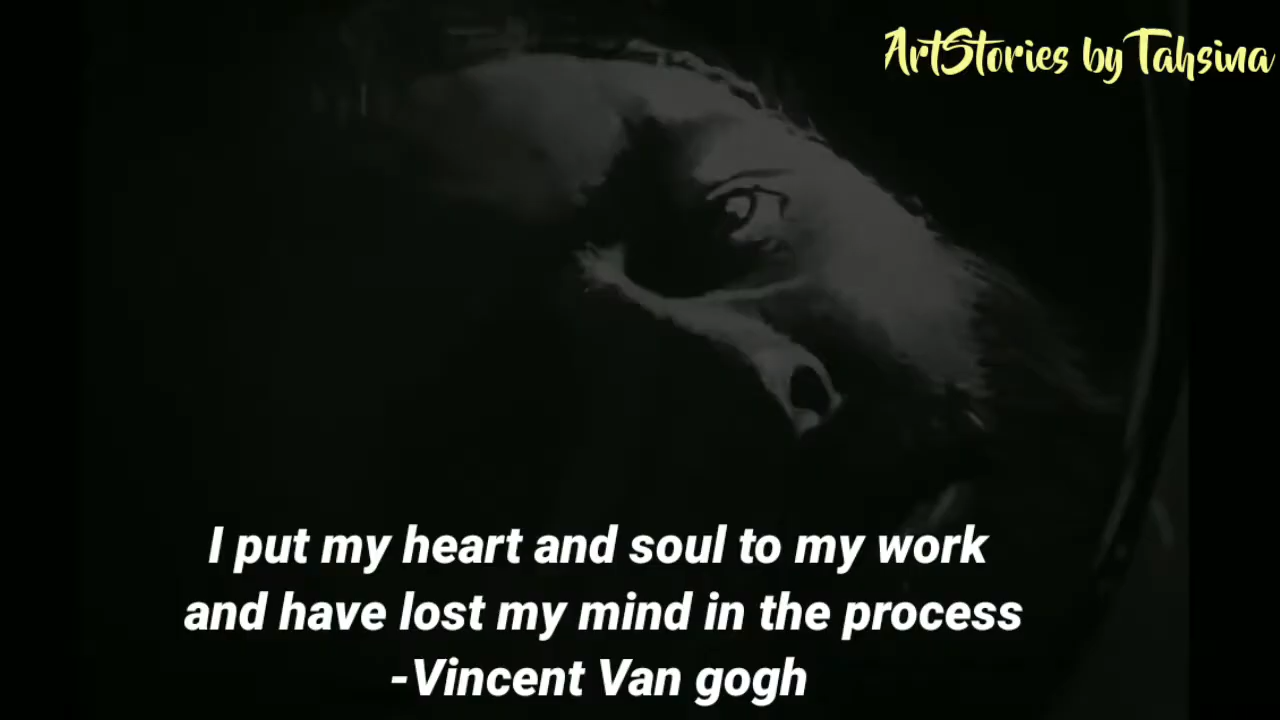 ArtStories by Tahsina
I put my heart and soul to my work
and have lost my mind in the process
-Vincent Van gogh